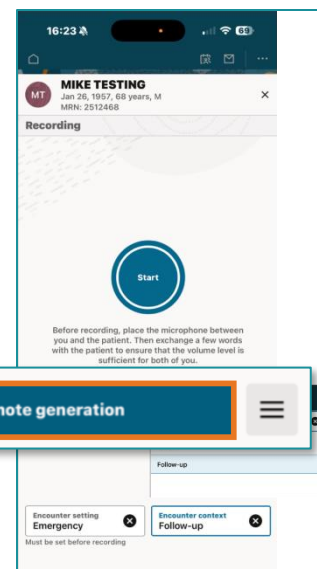 16:23
69
MT
MIKE TESTING
Jan 26, 1957, 68 years, M
MRN: 2512468
Recording
Start
Before recording, place the microphone between
you and the patient. Then exchange a few words
with the patient to ensure that the volume level is
sufficient for both of you.
note generation
Follow-up
Encounter setting
Emergency
Encounter context
Follow-up
Must be set before recording